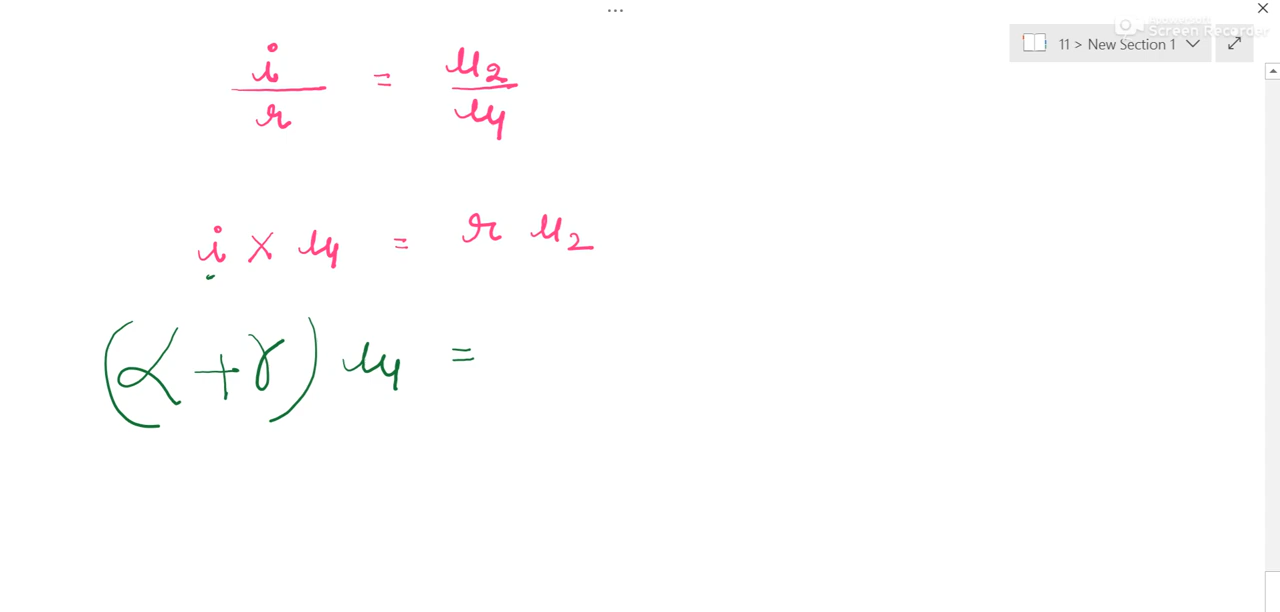 ...
11 > New Section 1
i/r = μ2/μ1
i × μ1 = r μ2
(α + γ) μ1 =